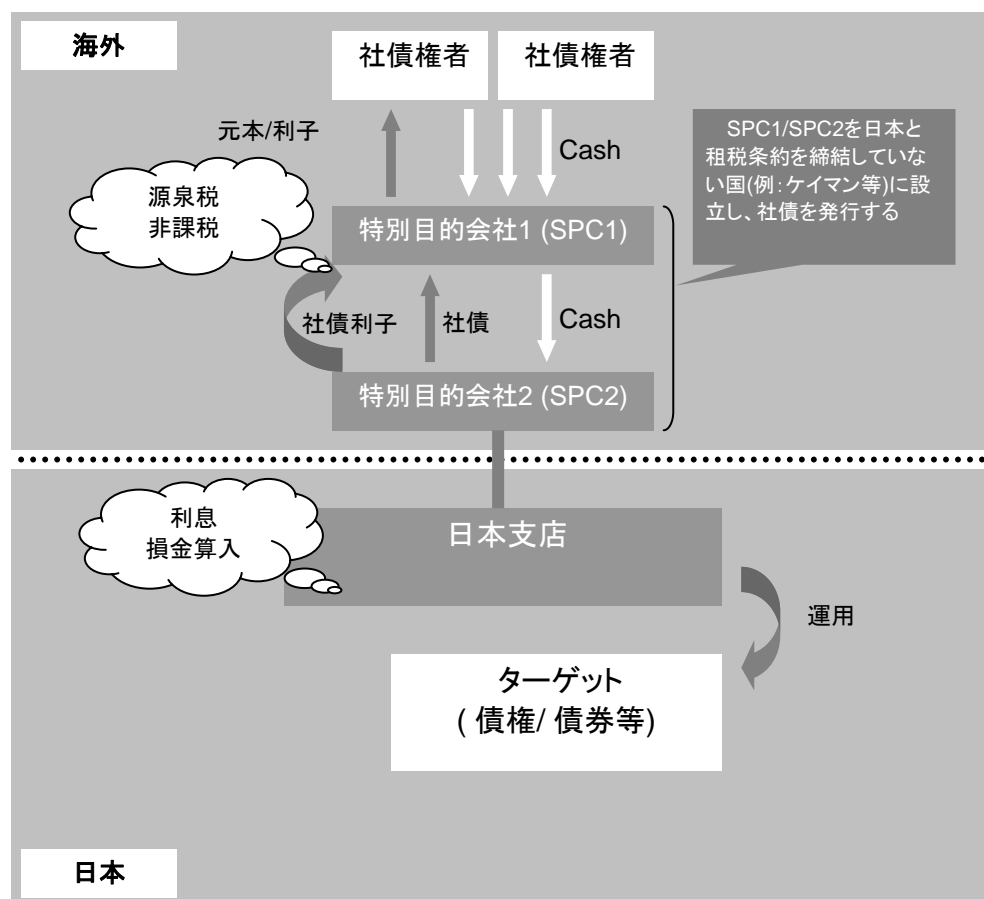 海外
社債権者
社債権者
元本/利子
Cash
SPC1/SPC2を日本と
租税条約を締結していな
い国(例:ケイマン等)に設
立し、社債を発行する
源泉税
非課税
特別目的会社1 (SPC1)
社債利子
社債
Cash
特別目的会社2 (SPC2)
利息
損金算入
日本支店
運用
ターゲット
( 債権/ 債券等)
日本